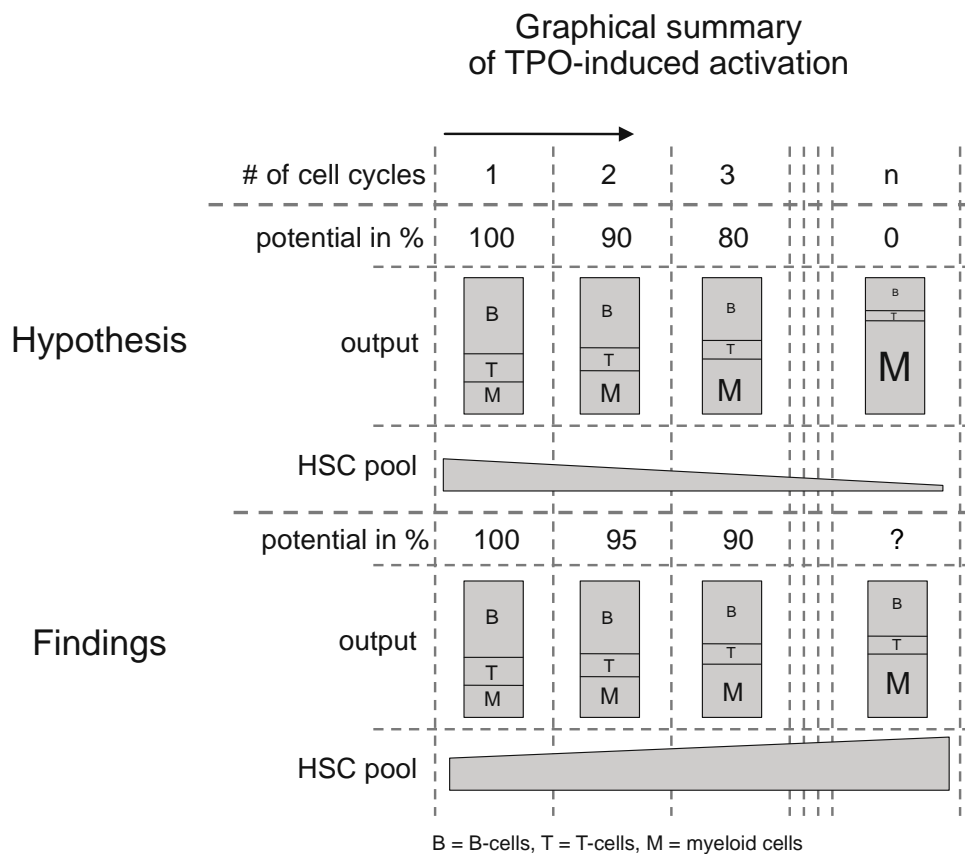 Graphical summary
of TPO-induced activation
# of cell cycles 1 2 3 n
potential in % 100 90 80 0
Hypothesis
output
B B B B
T T T T
M M M M
HSC pool
potential in % 100 95 90 ?
Findings
output
B B B B
T T T T
M M M M
HSC pool
B = B-cells, T = T-cells, M = myeloid cells